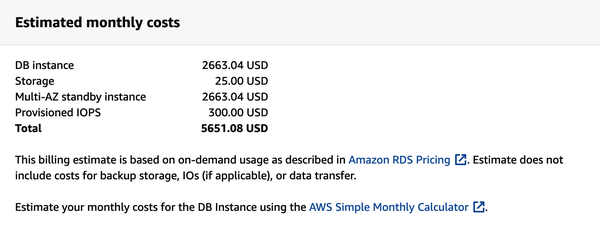 Estimated monthly costs
DB instance 2663.04 USD
Storage 25.00 USD
Multi-AZ standby instance 2663.04 USD
Provisioned IOPS 300.00 USD
Total 5651.08 USD
This billing estimate is based on on-demand usage as described in Amazon RDS Pricing. Estimate does not
include costs for backup storage, IOs (if applicable), or data transfer.
Estimate your monthly costs for the DB Instance using the AWS Simple Monthly Calculator.